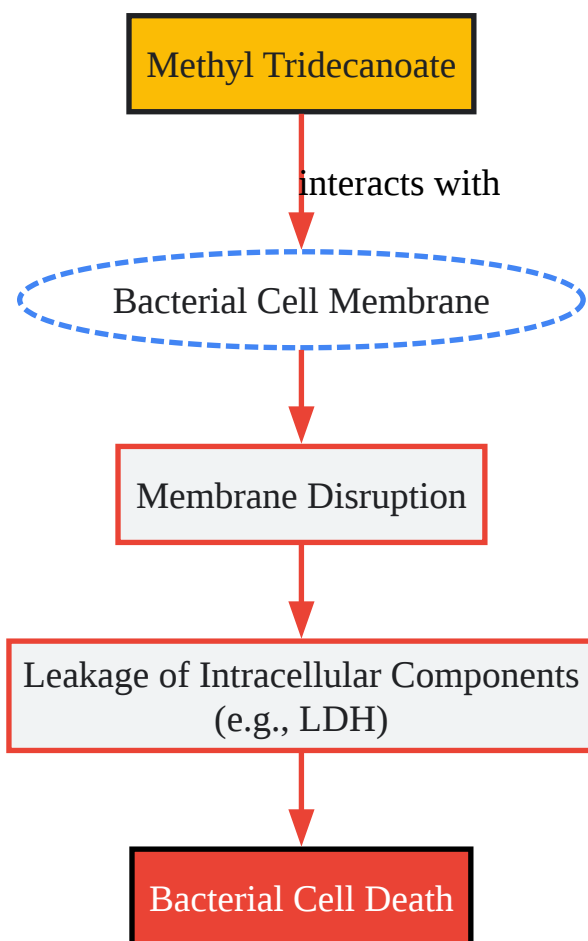 Methyl Tridecanoate
interacts with
Bacterial Cell Membrane
Membrane Disruption
Leakage of Intracellular Components
(e.g., LDH)
Bacterial Cell Death